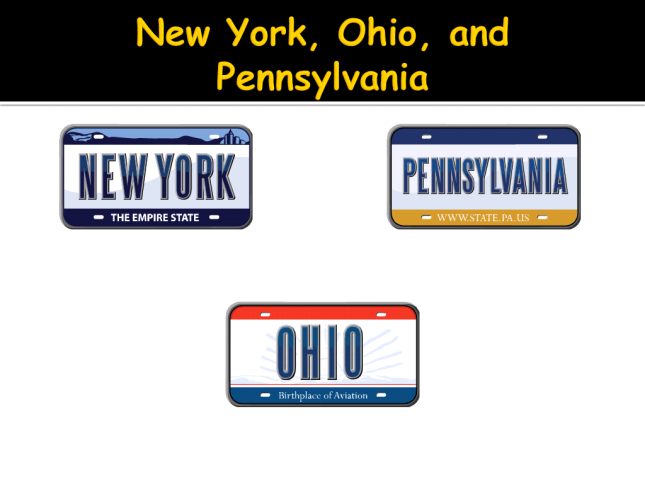 New York, Ohio, and
Pennsylvania
NEW YORK
THE EMPIRE STATE
PENNSYLVANIA
WWW.STATE.PA.US
OHIO
Birthplace of Aviation